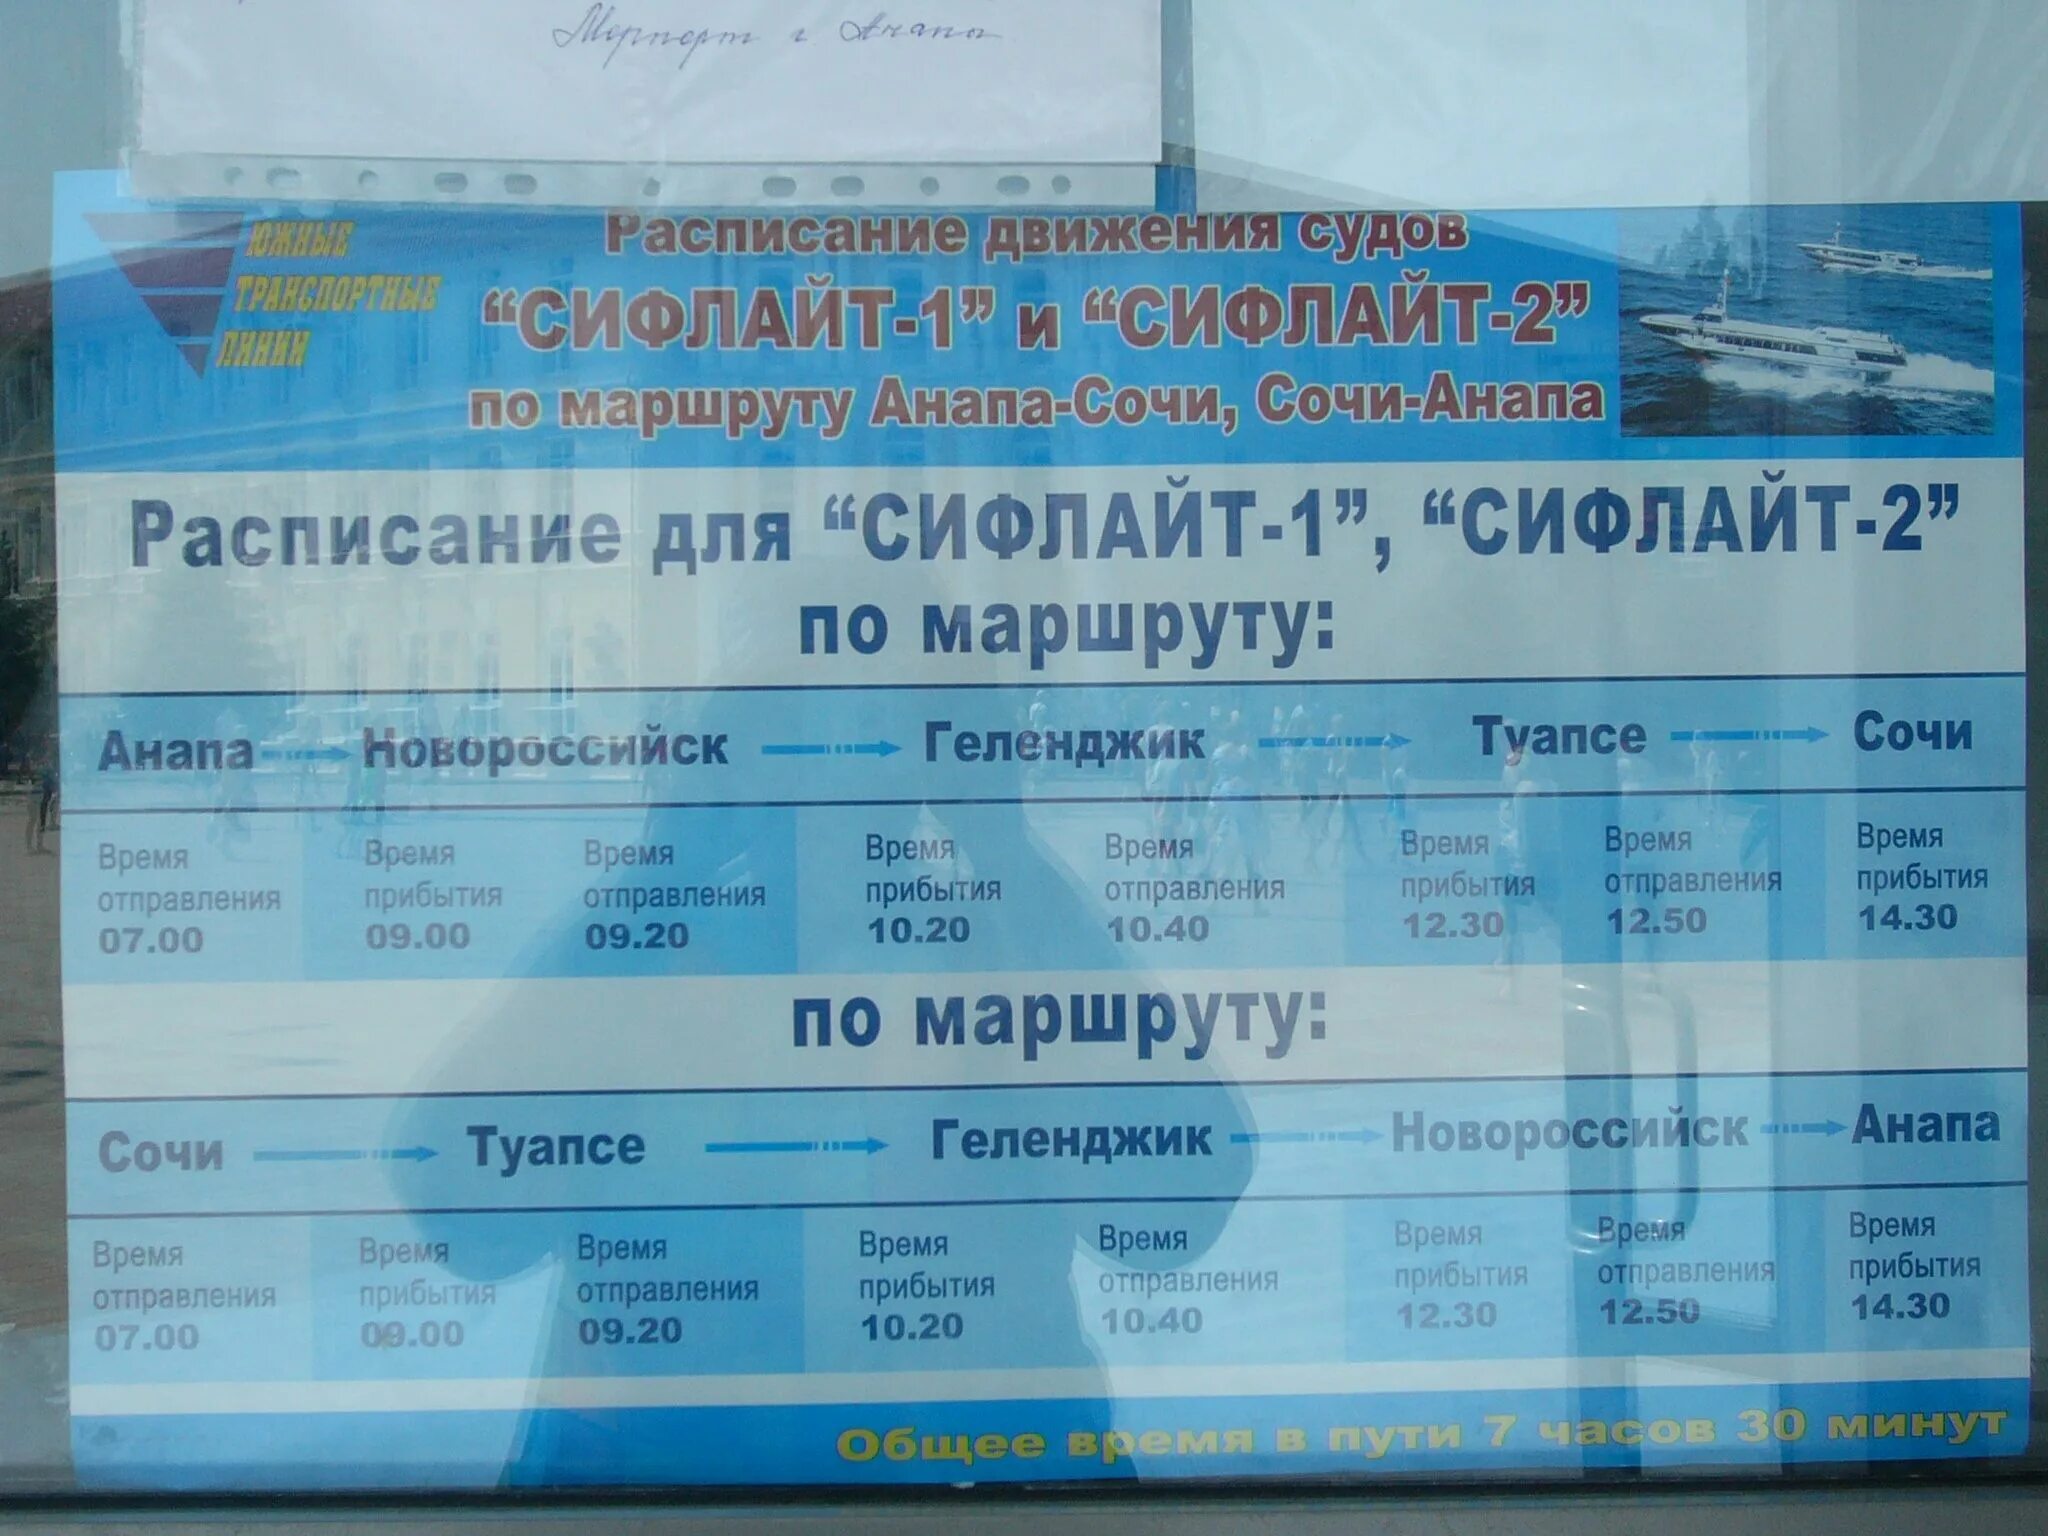 Морпорт г Анапы
ЮЖНЫЕ
ТРАНСПОРТНЫЕ
ЛИНИИ
Расписание движения судов
“СИФЛАЙТ-1” и “СИФЛАЙТ-2”
по маршруту Анапа-Сочи, Сочи-Анапа
Расписание для “СИФЛАЙТ-1”, “СИФЛАЙТ-2”
по маршруту:
Анапа Новороссийск Геленджик Туапсе Сочи
Время Время Время Время Время Время Время Время
отправления прибытия отправления прибытия отправления прибытия отправления прибытия
07.00 09.00 09.20 10.20 10.40 12.30 12.50 14.30
по маршруту:
Сочи Туапсе Геленджик Новороссийск Анапа
Время Время Время Время Время Время Время Время
отправления прибытия отправления прибытия отправления прибытия отправления прибытия
07.00 09.00 09.20 10.20 10.40 12.30 12.50 14.30
Общее время в пути 7 часов 30 минут